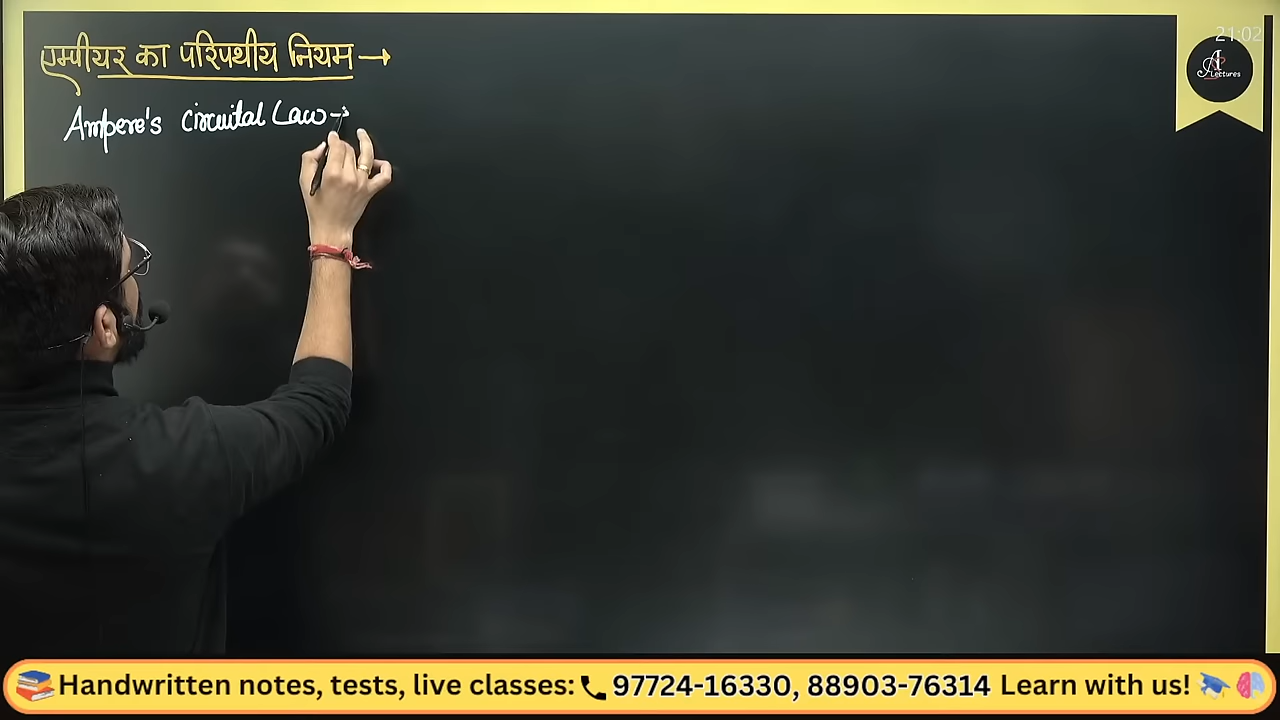 एम्पीयर का परिपथीय नियम →
Ampere's circuital Law →
21:02
A
Lectures
📚Handwritten notes, tests, live classes:📞97724-16330, 88903-76314 Learn with us!🎓🧠